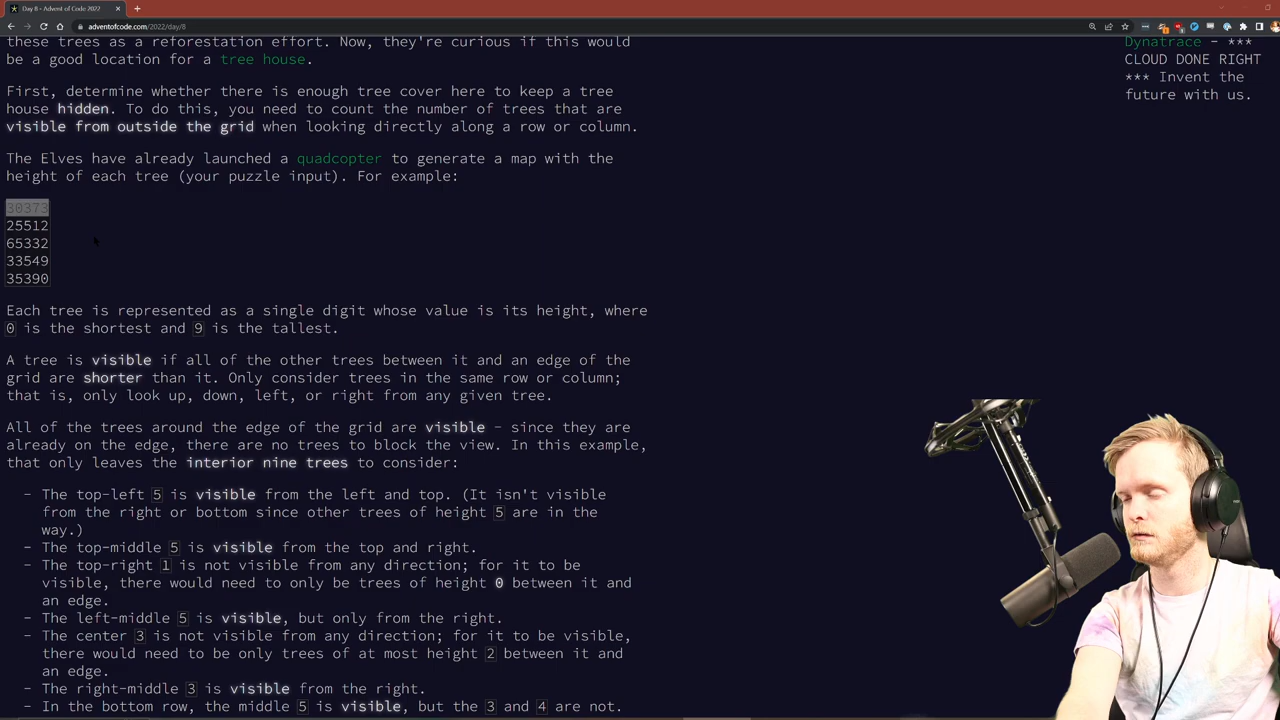 Day 8 - Advent of Code 2022
adventofcode.com/2022/day/8
these trees as a reforestation effort. Now, they're curious if this would
be a good location for a tree house.
First, determine whether there is enough tree cover here to keep a tree
house hidden. To do this, you need to count the number of trees that are
visible from outside the grid when looking directly along a row or column.
The Elves have already launched a quadcopter to generate a map with the
height of each tree (your puzzle input). For example:
30373
25512
65332
33549
35390
Each tree is represented as a single digit whose value is its height, where
0 is the shortest and 9 is the tallest.
A tree is visible if all of the other trees between it and an edge of the
grid are shorter than it. Only consider trees in the same row or column;
that is, only look up, down, left, or right from any given tree.
All of the trees around the edge of the grid are visible - since they are
already on the edge, there are no trees to block the view. In this example,
that only leaves the interior nine trees to consider:
- The top-left 5 is visible from the left and top. (It isn't visible
from the right or bottom since other trees of height 5 are in the
way.)
- The top-middle 5 is visible from the top and right.
- The top-right 1 is not visible from any direction; for it to be
visible, there would need to only be trees of height 0 between it and
an edge.
- The left-middle 5 is visible, but only from the right.
- The center 3 is not visible from any direction; for it to be visible,
there would need to be only trees of at most height 2 between it and
an edge.
- The right-middle 3 is visible from the right.
- In the bottom row, the middle 5 is visible, but the 3 and 4 are not.
Dynatrace - ***
CLOUD DONE RIGHT
*** Invent the
future with us.